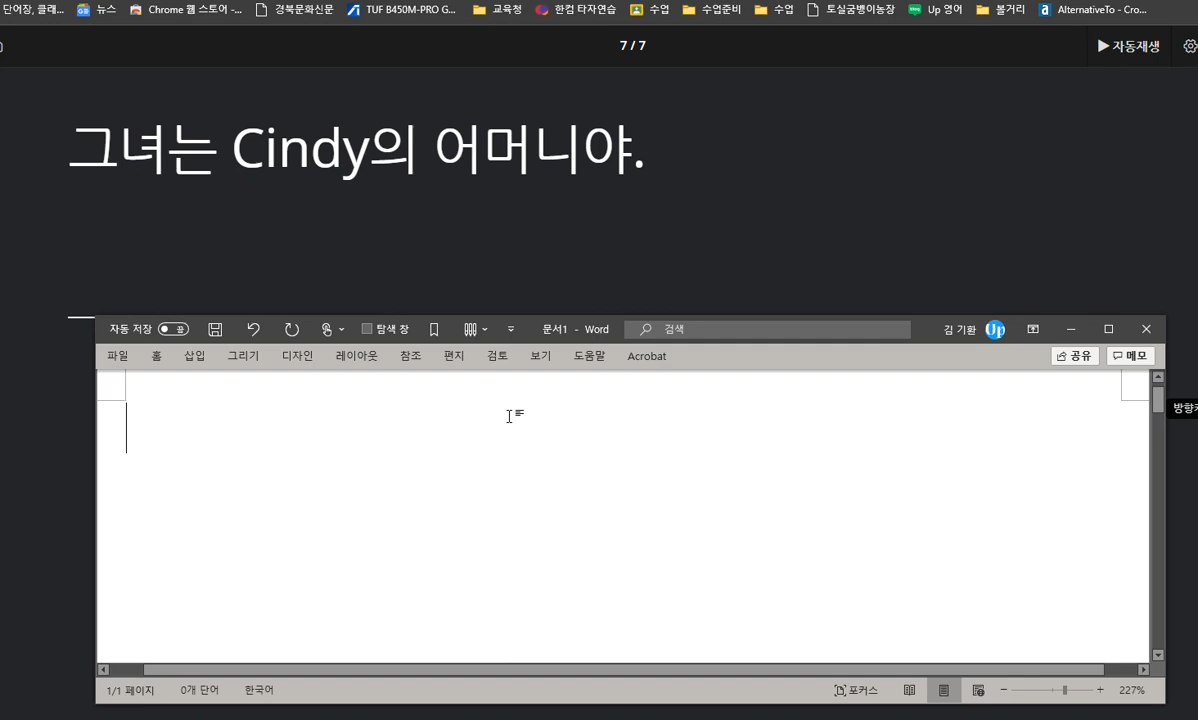 단어장, 클래... 뉴스 Chrome 웹 스토어 -... 경북문화신문 TUF B450M-PRO G... 교육청 한컴 타자연습 수업 수업준비 수업 토실굼벵이농장 Up 영어 볼거리 AlternativeTo - Cro...
7 / 7 자동재생
그녀는 Cindy의 어머니야.
자동 저장 끔 탐색 창 문서1 - Word 검색 김 기환 Up
파일 홈 삽입 그리기 디자인 레이아웃 참조 편지 검토 보기 도움말 Acrobat 공유 메모
방향키
1/1 페이지 0개 단어 한국어 포커스 227%